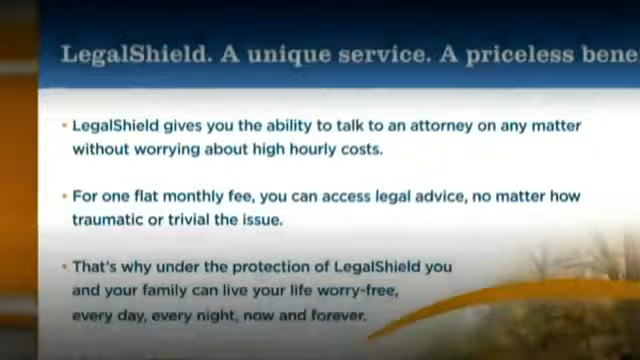 LegalShield. A unique service. A priceless bene
• LegalShield gives you the ability to talk to an attorney on any matter
without worrying about high hourly costs.
• For one flat monthly fee, you can access legal advice, no matter how
traumatic or trivial the issue.
• That's why under the protection of LegalShield you
and your family can live your life worry-free,
every day, every night, now and forever.